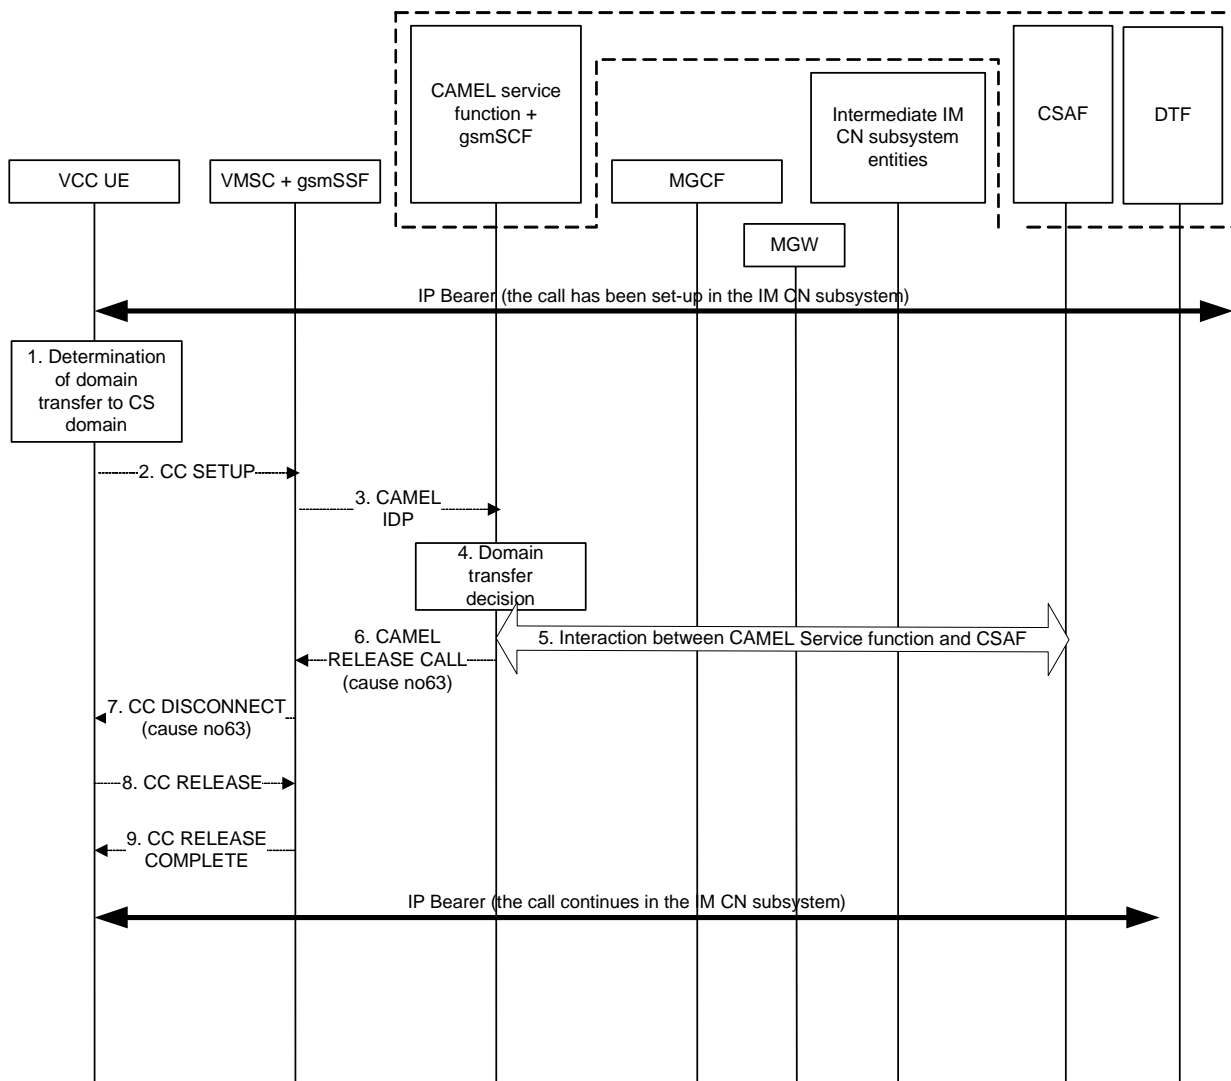 CAMEL service
function +
gsmSCF
Intermediate IM
CN subsystem
entities
CSAF
DTF
VCC UE
VMSC + gsmSSF
MGCF
MGW
IP Bearer (the call has been set-up in the IM CN subsystem)
1. Determination
of domain
transfer to CS
domain
2. CC SETUP
3. CAMEL
IDP
4. Domain
transfer
decision
5. Interaction between CAMEL Service function and CSAF
6. CAMEL
RELEASE CALL
(cause no63)
7. CC DISCONNECT
(cause no63)
8. CC RELEASE
9. CC RELEASE
COMPLETE
IP Bearer (the call continues in the IM CN subsystem)